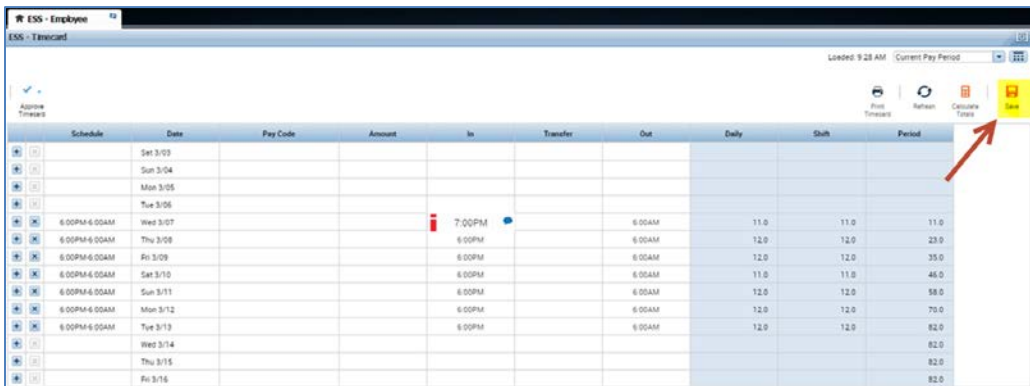 ESS - Employee
ESS - Timecard
Loaded: 9:28 AM Current Pay Period
Approve Timecard
Print Timecard Refresh Calculate Totals Save
Schedule Date Pay Code Amount In Transfer Out Daily Shift Period
Sat 3/03
Sun 3/04
Mon 3/05
Tue 3/06
6:00PM-6:00AM Wed 3/07 7:00PM 6:00AM 11.0 11.0 11.0
6:00PM-6:00AM Thu 3/08 6:00PM 6:00AM 12.0 12.0 23.0
6:00PM-6:00AM Fri 3/09 6:00PM 6:00AM 12.0 12.0 35.0
6:00PM-6:00AM Sat 3/10 6:00PM 6:00AM 11.0 11.0 46.0
6:00PM-6:00AM Sun 3/11 6:00PM 6:00AM 12.0 12.0 58.0
6:00PM-6:00AM Mon 3/12 6:00PM 6:00AM 12.0 12.0 70.0
6:00PM-6:00AM Tue 3/13 6:00PM 6:00AM 12.0 12.0 82.0
Wed 3/14 82.0
Thu 3/15 82.0
Fri 3/16 82.0